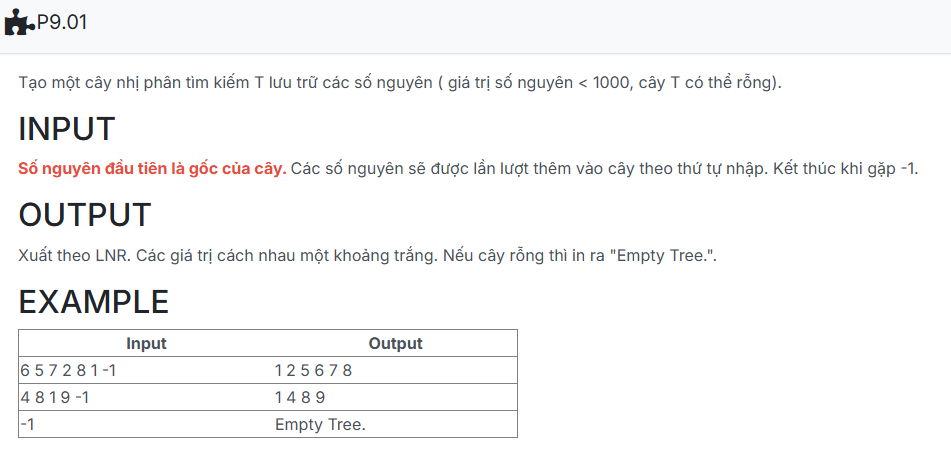 P9.01
Tạo một cây nhị phân tìm kiếm T lưu trữ các số nguyên ( giá trị số nguyên < 1000, cây T có thể rỗng).
INPUT
Số nguyên đầu tiên là gốc của cây. Các số nguyên sẽ được lần lượt thêm vào cây theo thứ tự nhập. Kết thúc khi gặp -1.
OUTPUT
Xuất theo LNR. Các giá trị cách nhau một khoảng trắng. Nếu cây rỗng thì in ra "Empty Tree.".
EXAMPLE
Input Output
6 5 7 2 8 1 -1 1 2 5 6 7 8
4 8 1 9 -1 1 4 8 9
-1 Empty Tree.